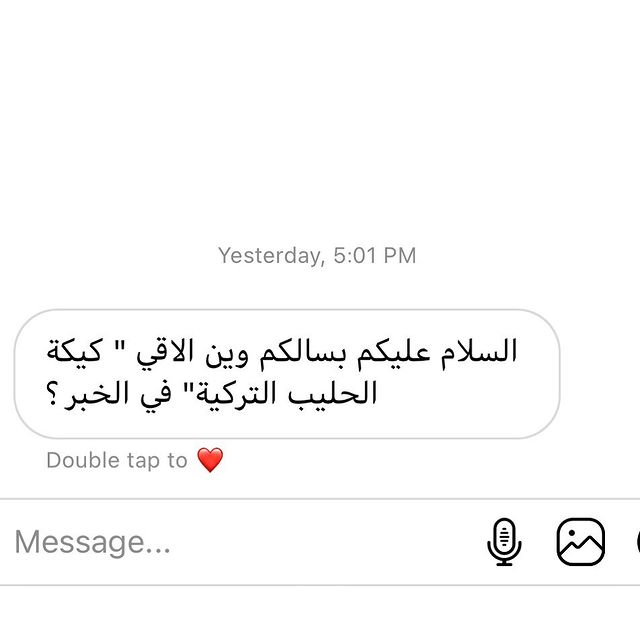 Yesterday, 5:01 PM
السلام عليكم بسالكم وين الاقي " كيكة
الحليب التركية" في الخبر ؟
Double tap to ❤️
Message...